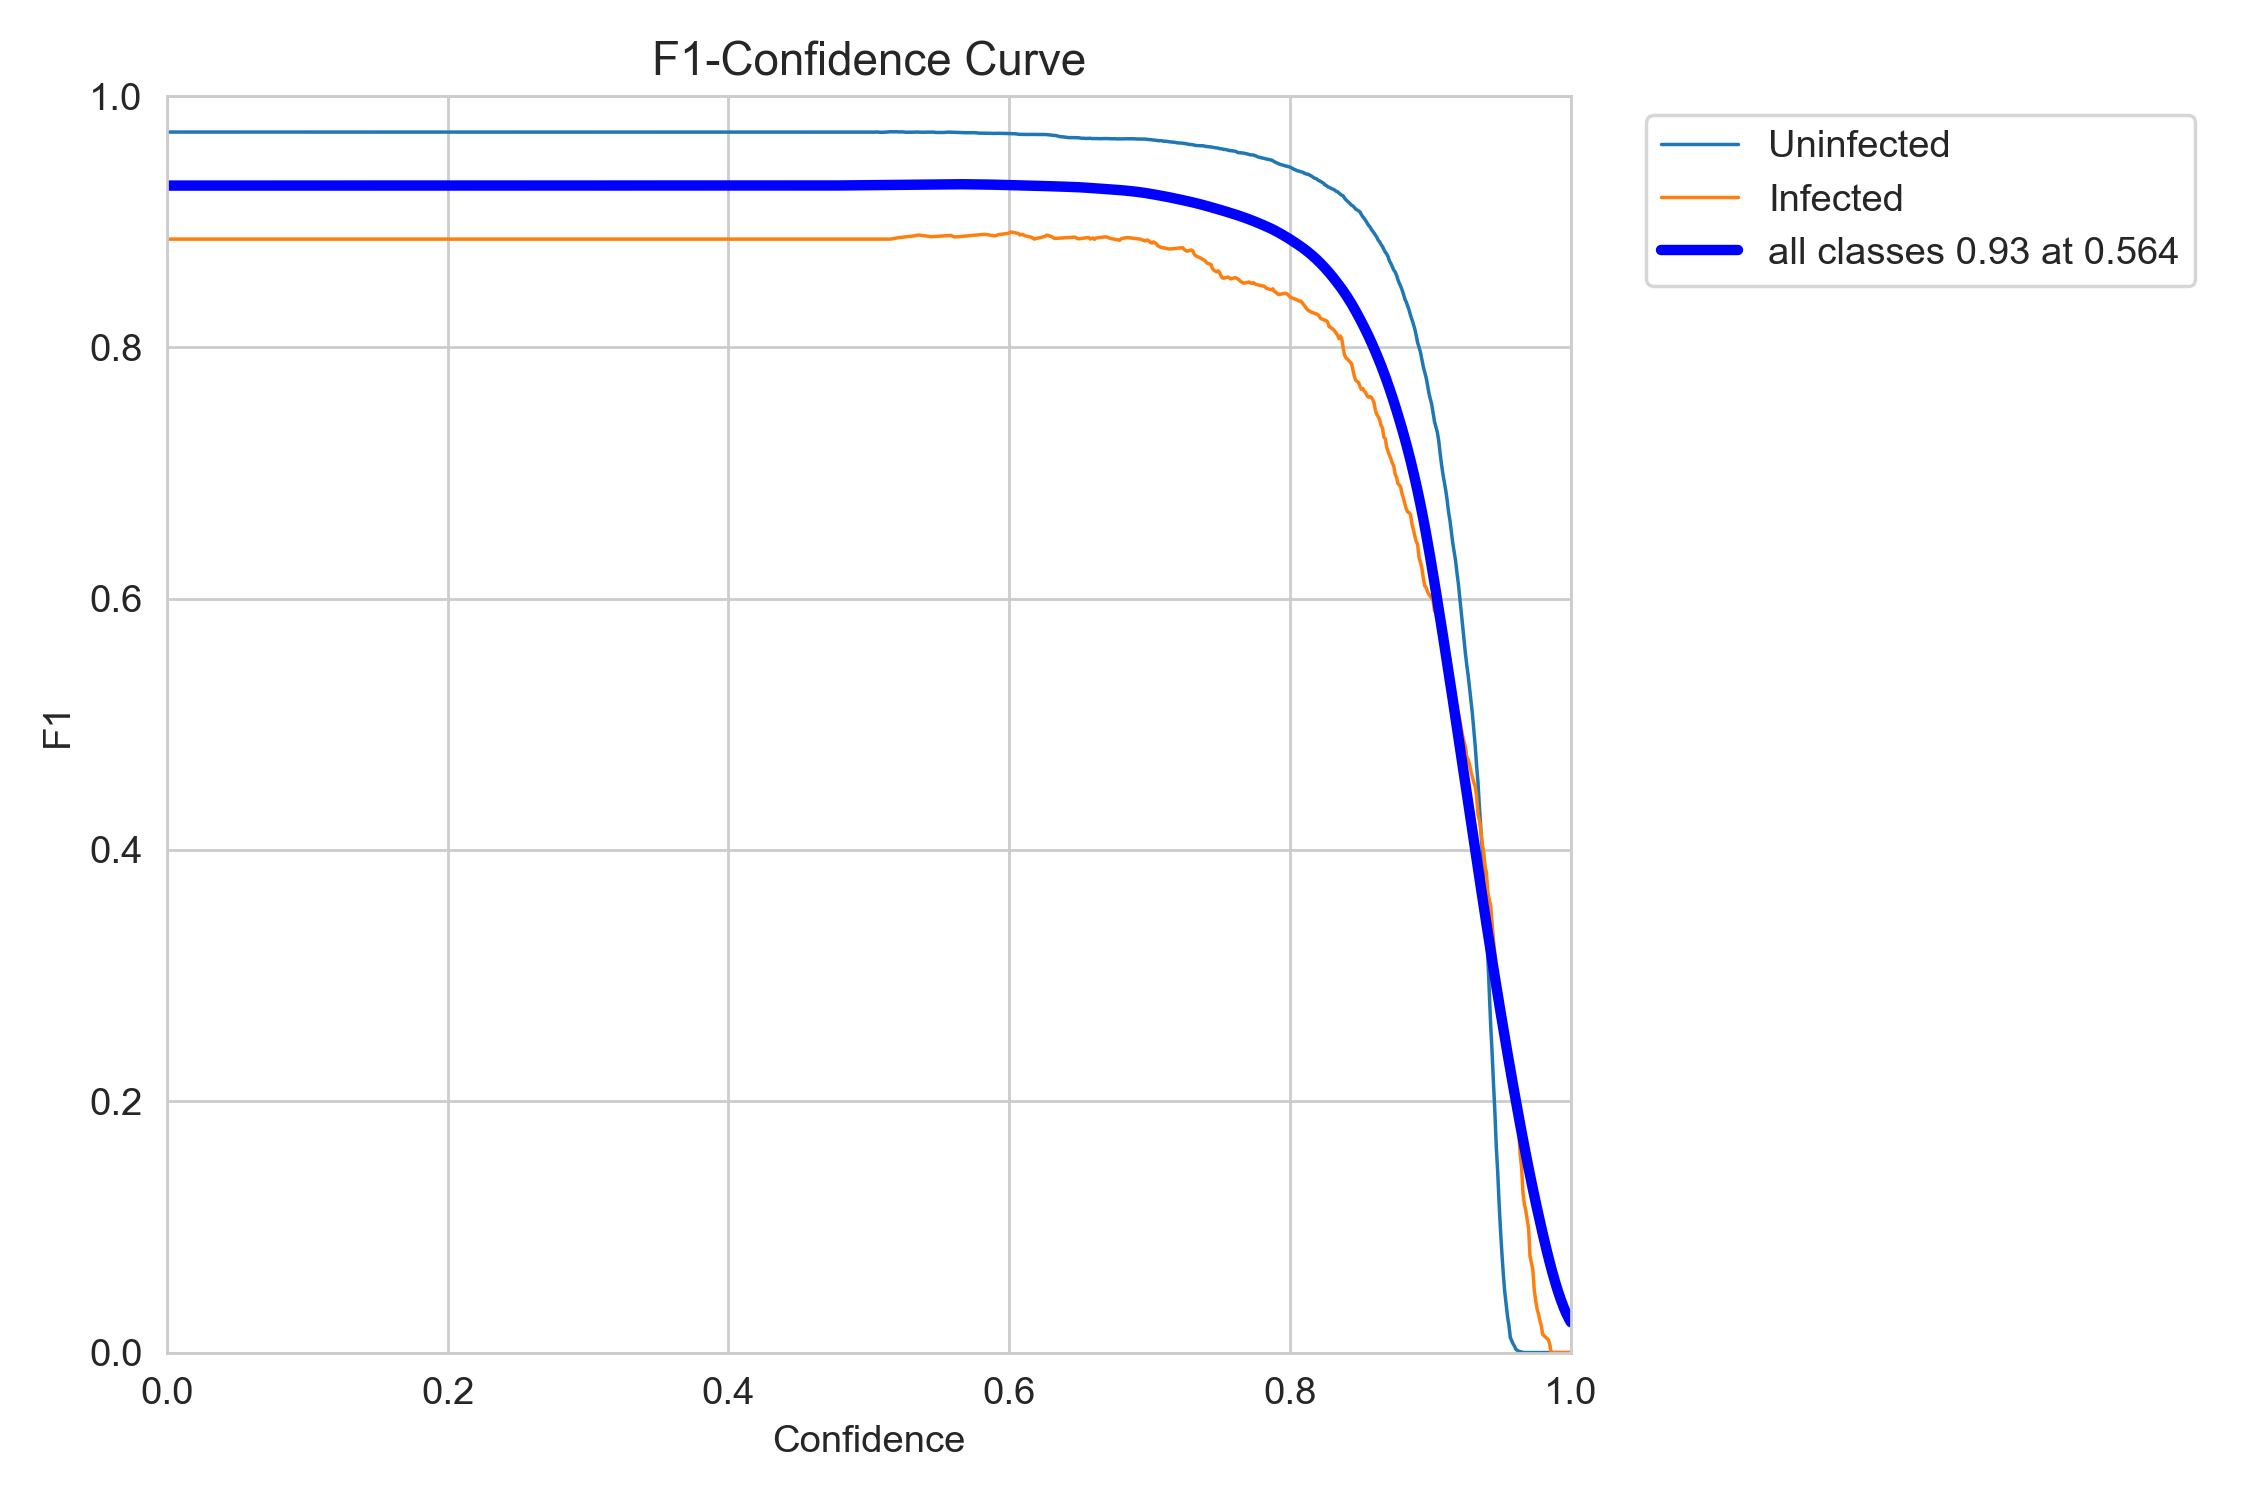 F1-Confidence Curve
1.0
0.8
0.6
0.4
0.2
0.0
F1
0.0 0.2 0.4 0.6 0.8 1.0
Confidence
Uninfected
Infected
all classes 0.93 at 0.564